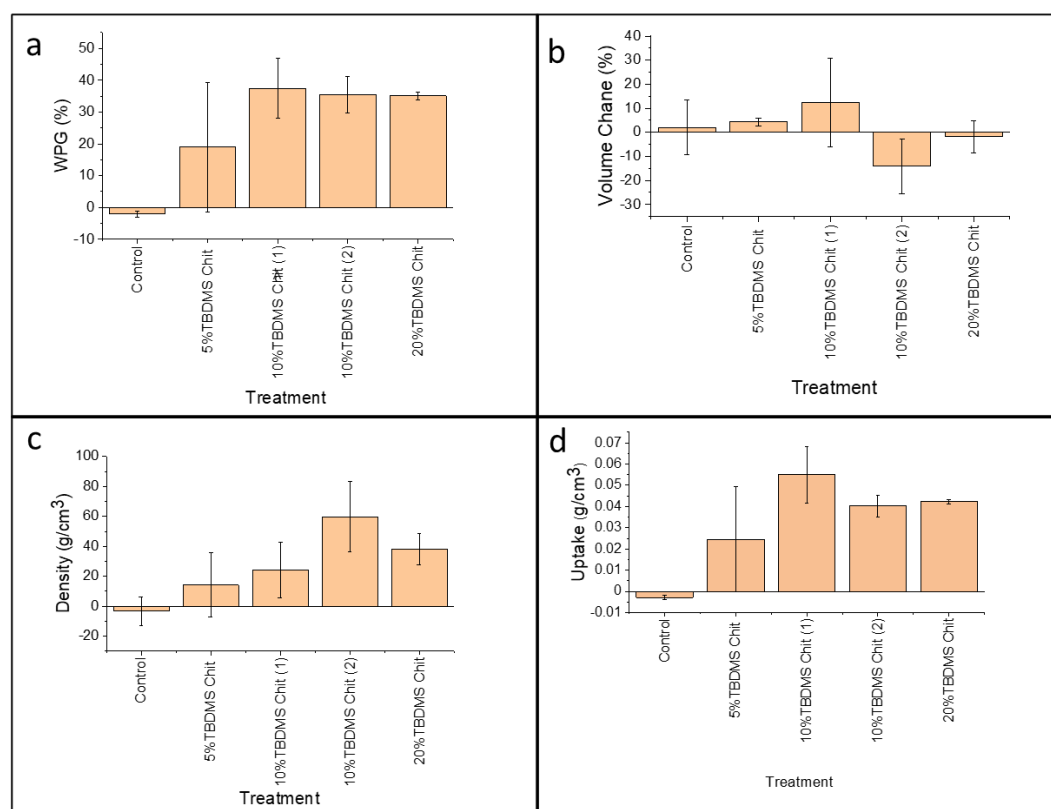 a
WPG (%)
50
40
30
20
10
0
-10
Control
5%TBDMS Chit
10%TBDMS Chit (1)
10%TBDMS Chit (2)
20%TBDMS Chit
Treatment
b
Volume Chane (%)
40
30
20
10
0
-10
-20
-30
Control
5%TBDMS Chit
10%TBDMS Chit (1)
10%TBDMS Chit (2)
20%TBDMS Chit
Treatment
c
Density (g/cm³)
100
80
60
40
20
0
-20
Control
5%TBDMS Chit
10%TBDMS Chit (1)
10%TBDMS Chit (2)
20%TBDMS Chit
Treatment
d
Uptake (g/cm³)
0.07
0.06
0.05
0.04
0.03
0.02
0.01
0
-0.01
Control
5%TBDMS Chit
10%TBDMS Chit (1)
10%TBDMS Chit (2)
20%TBDMS Chit
Treatment